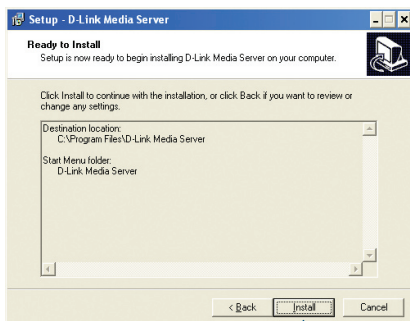 Setup - D-Link Media Server
Ready to Install
Setup is now ready to begin installing D-Link Media Server on your computer.
Click Install to continue with the installation, or click Back if you want to review or
change any settings.
Destination location:
C:\Program Files\D-Link Media Server
Start Menu folder:
D-Link Media Server
< Back
Install
Cancel